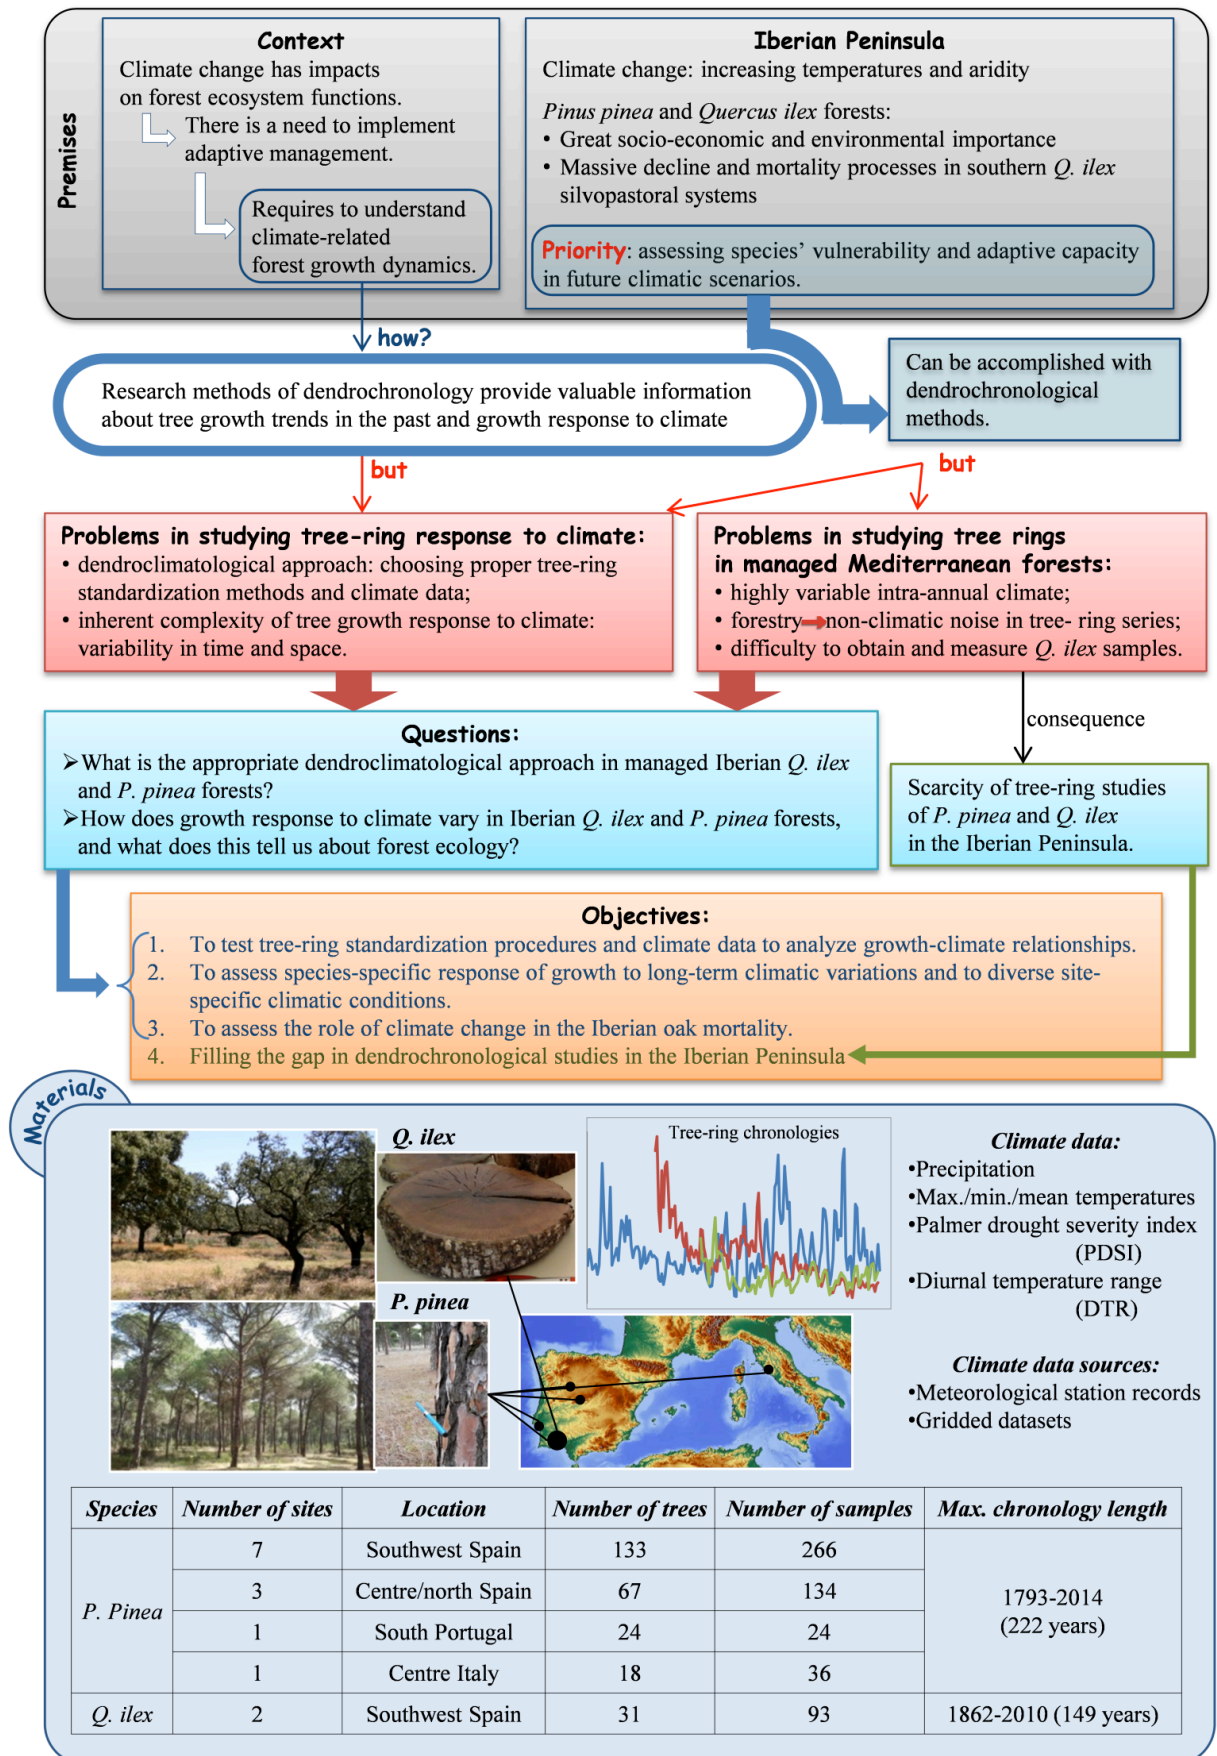 Premises
Context
Climate change has impacts
on forest ecosystem functions.
There is a need to implement
adaptive management.
Requires to understand
climate-related
forest growth dynamics.
Iberian Peninsula
Climate change: increasing temperatures and aridity
Pinus pinea and Quercus ilex forests:
• Great socio-economic and environmental importance
• Massive decline and mortality processes in southern Q. ilex
silvopastoral systems
Priority: assessing species’ vulnerability and adaptive capacity
in future climatic scenarios.
how?
Research methods of dendrochronology provide valuable information
about tree growth trends in the past and growth response to climate
Can be accomplished with
dendrochronological
methods.
but
but
Problems in studying tree-ring response to climate:
• dendroclimatological approach: choosing proper tree-ring
standardization methods and climate data;
• inherent complexity of tree growth response to climate:
variability in time and space.
Problems in studying tree rings
in managed Mediterranean forests:
• highly variable intra-annual climate;
• forestry➡non-climatic noise in tree- ring series;
• difficulty to obtain and measure Q. ilex samples.
consequence
Questions:
➢What is the appropriate dendroclimatological approach in managed Iberian Q. ilex
and P. pinea forests?
➢How does growth response to climate vary in Iberian Q. ilex and P. pinea forests,
and what does this tell us about forest ecology?
Scarcity of tree-ring studies
of P. pinea and Q. ilex
in the Iberian Peninsula.
Objectives:
1. To test tree-ring standardization procedures and climate data to analyze growth-climate relationships.
2. To assess species-specific response of growth to long-term climatic variations and to diverse site-
specific climatic conditions.
3. To assess the role of climate change in the Iberian oak mortality.
4. Filling the gap in dendrochronological studies in the Iberian Peninsula
Materials
Q. ilex
P. pinea
Tree-ring chronologies
Climate data:
•Precipitation
•Max./min./mean temperatures
•Palmer drought severity index
(PDSI)
•Diurnal temperature range
(DTR)
Climate data sources:
•Meteorological station records
•Gridded datasets
Species Number of sites Location Number of trees Number of samples Max. chronology length
P. Pinea 7 Southwest Spain 133 266 1793-2014
(222 years)
3 Centre/north Spain 67 134
1 South Portugal 24 24
1 Centre Italy 18 36
Q. ilex 2 Southwest Spain 31 93 1862-2010 (149 years)